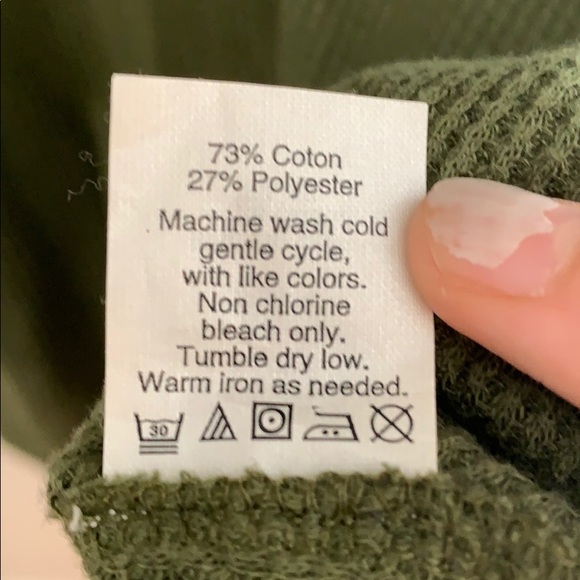 73% Coton
27% Polyester
Machine wash cold
gentle cycle,
with like colors.
Non chlorine
bleach only.
Tumble dry low.
Warm iron as needed.
30